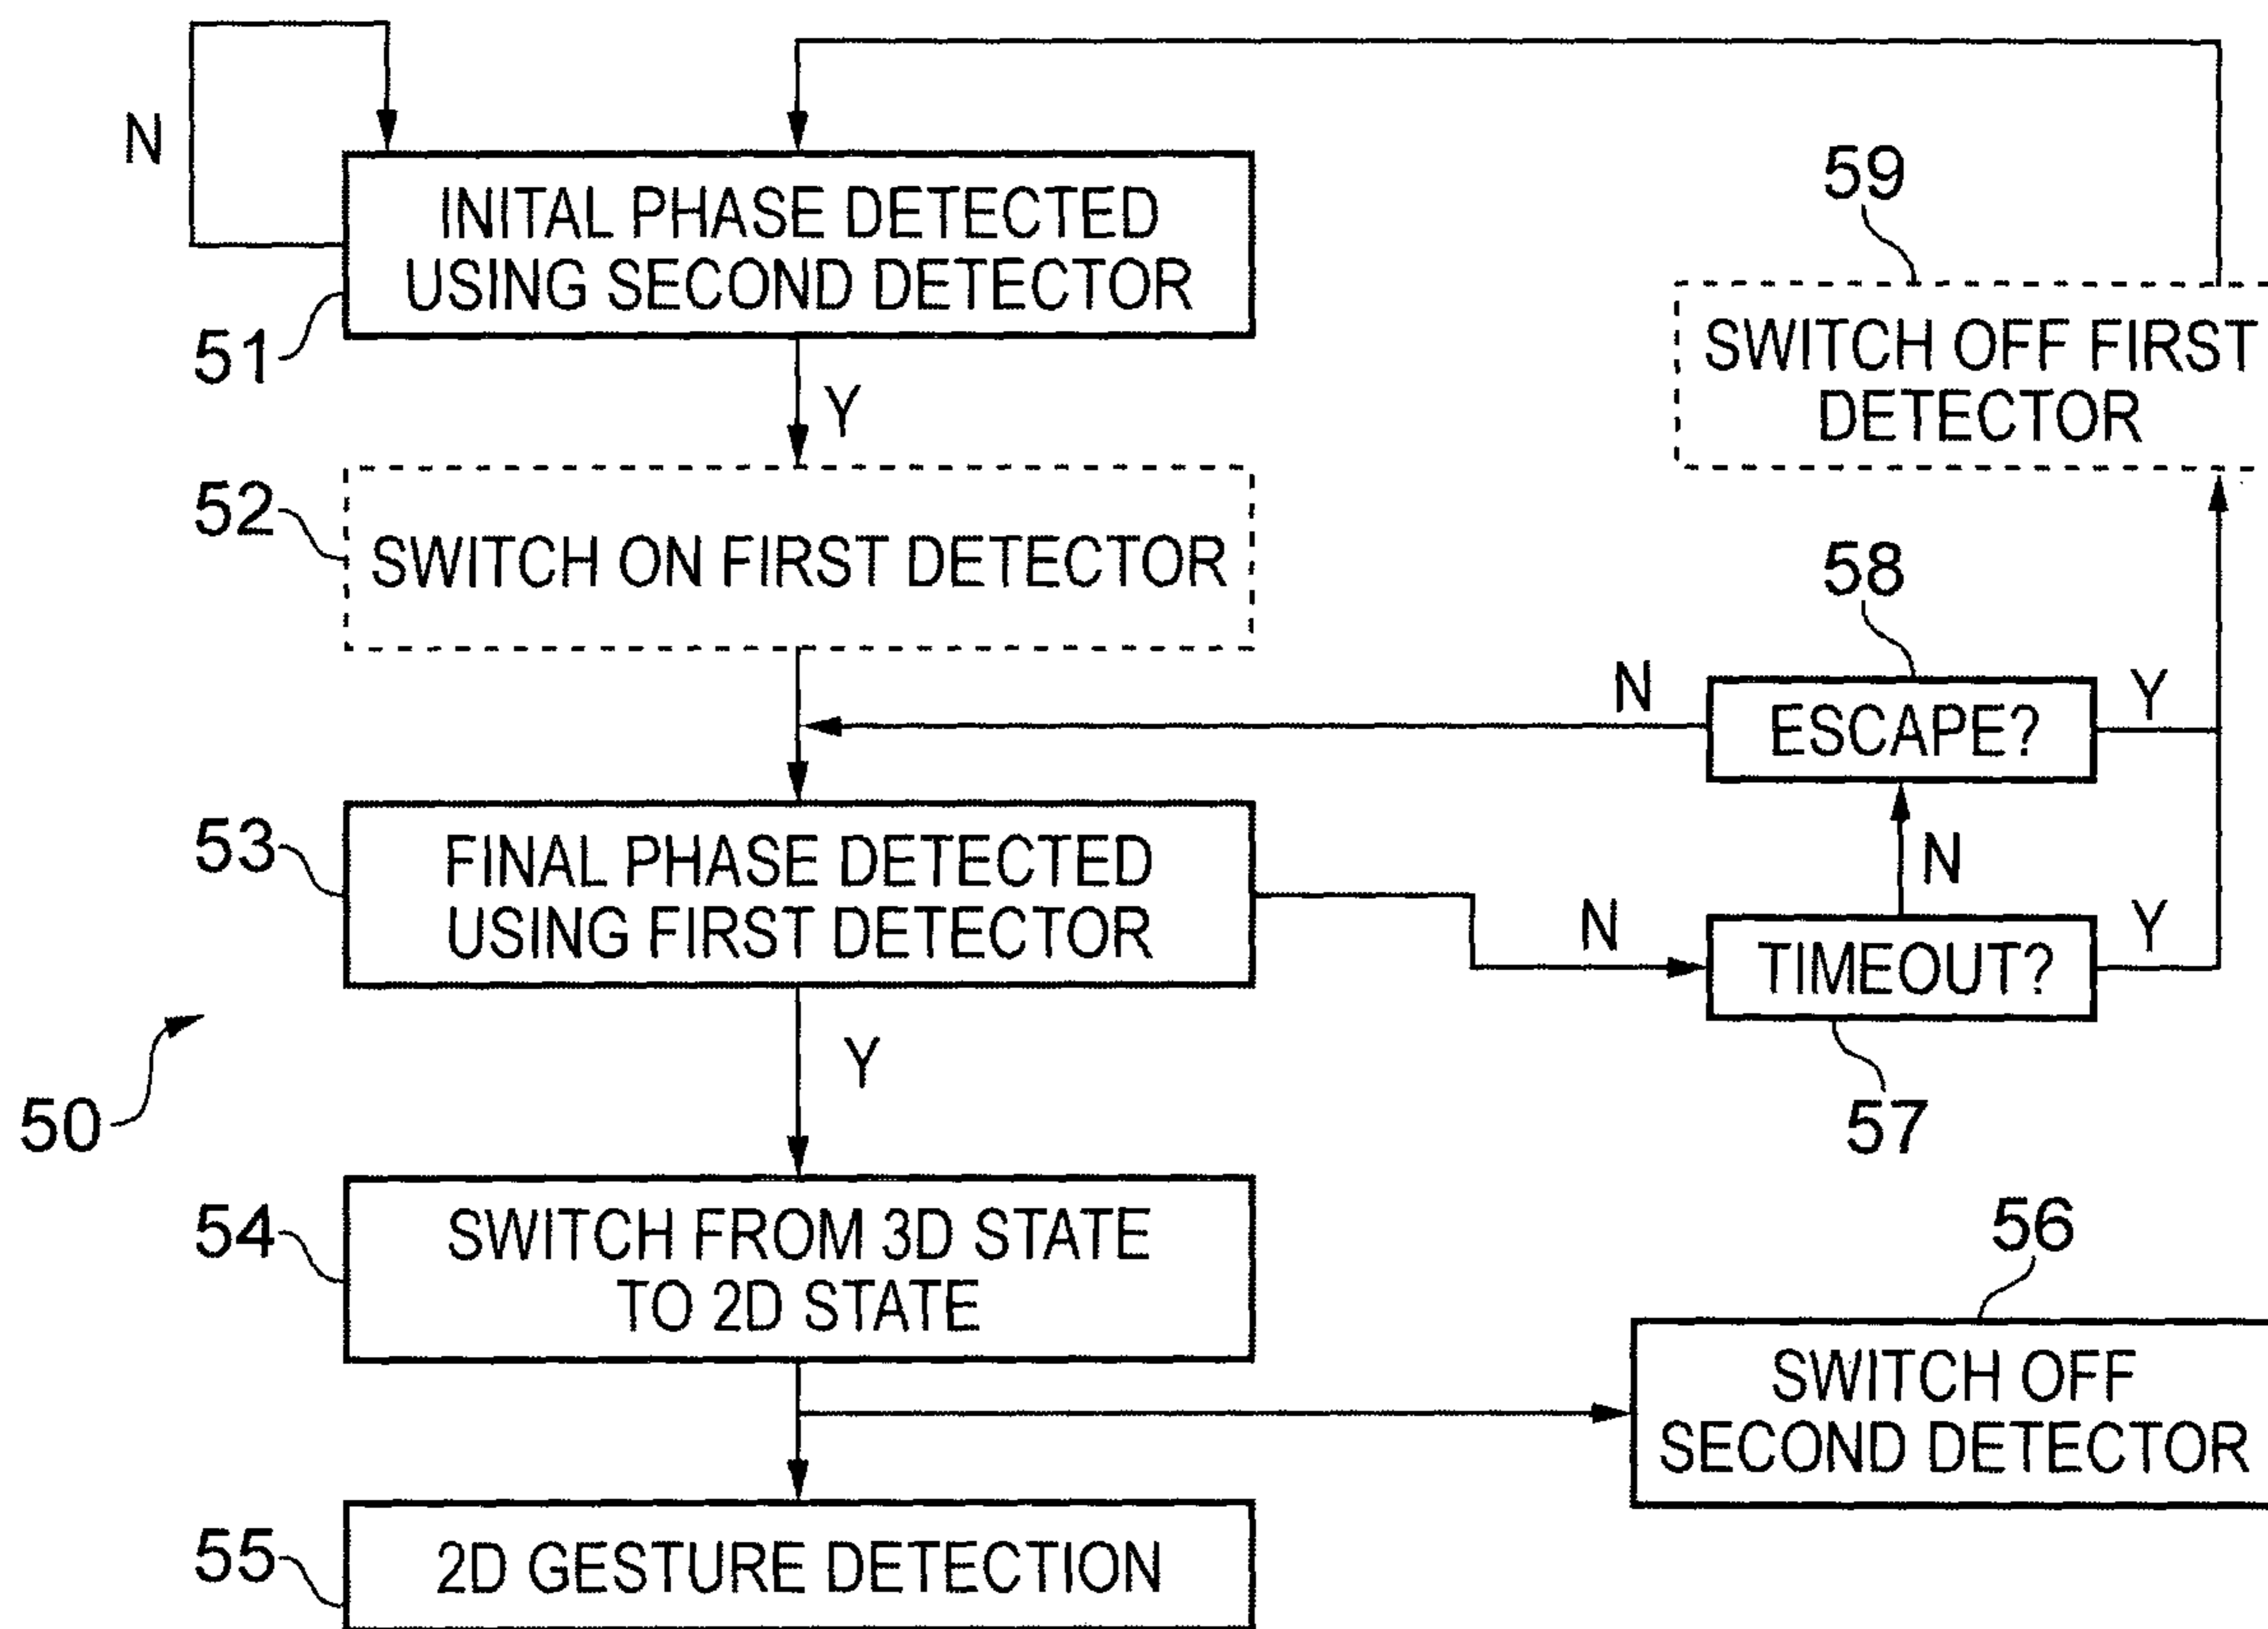 N
INITAL PHASE DETECTED
USING SECOND DETECTOR
51
Y
59
SWITCH OFF FIRST
DETECTOR
52
SWITCH ON FIRST DETECTOR
58
N
ESCAPE?
Y
53
FINAL PHASE DETECTED
USING FIRST DETECTOR
N
N
TIMEOUT?
Y
57
50
Y
54
SWITCH FROM 3D STATE
TO 2D STATE
56
SWITCH OFF
SECOND DETECTOR
55
2D GESTURE DETECTION